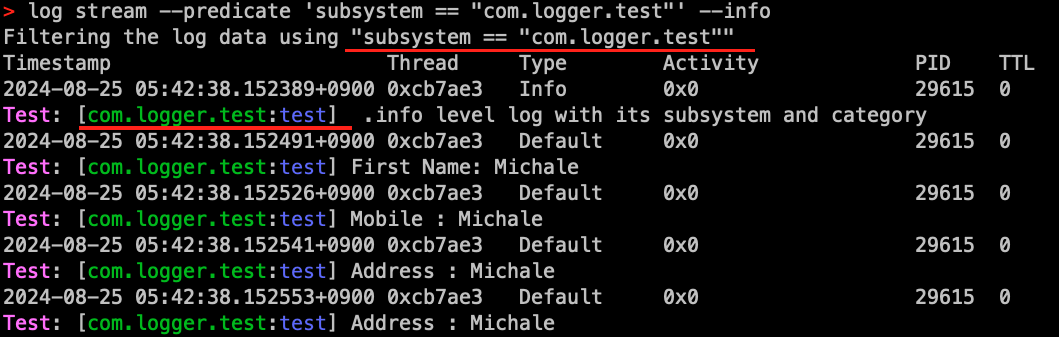 > log stream --predicate 'subsystem == "com.logger.test"' --info
Filtering the log data using "subsystem == "com.logger.test""
Timestamp                       Thread     Type        Activity             PID    TTL
2024-08-25 05:42:38.152389+0900 0xcb7ae3   Info        0x0                  29615  0
Test: [com.logger.test:test]  .info level log with its subsystem and category
2024-08-25 05:42:38.152491+0900 0xcb7ae3   Default     0x0                  29615  0
Test: [com.logger.test:test] First Name: Michale
2024-08-25 05:42:38.152526+0900 0xcb7ae3   Default     0x0                  29615  0
Test: [com.logger.test:test] Mobile : Michale
2024-08-25 05:42:38.152541+0900 0xcb7ae3   Default     0x0                  29615  0
Test: [com.logger.test:test] Address : Michale
2024-08-25 05:42:38.152553+0900 0xcb7ae3   Default     0x0                  29615  0
Test: [com.logger.test:test] Address : Michale